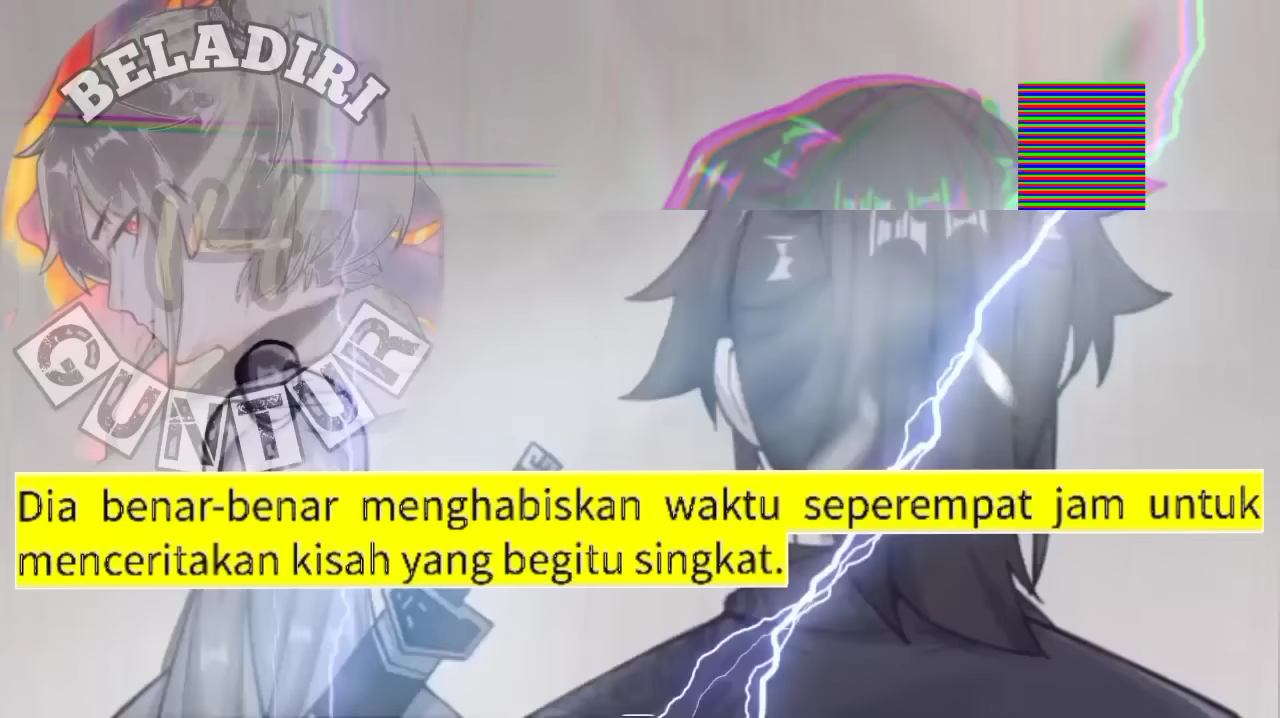 BELADIRI
GUNTUR
Dia benar-benar menghabiskan waktu seperempat jam untuk
menceritakan kisah yang begitu singkat.